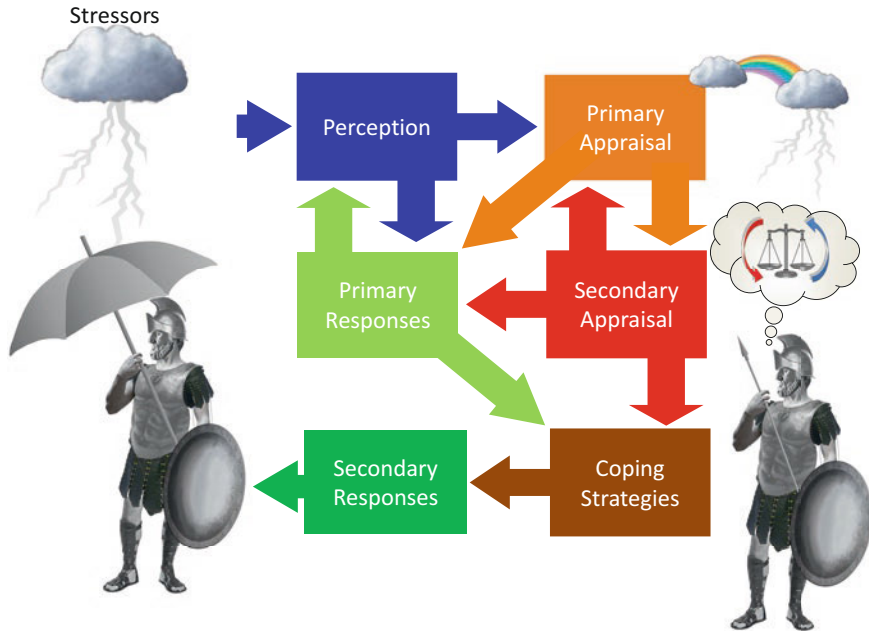 Stressors
Perception
Primary
Appraisal
Primary
Responses
Secondary
Appraisal
Secondary
Responses
Coping
Strategies